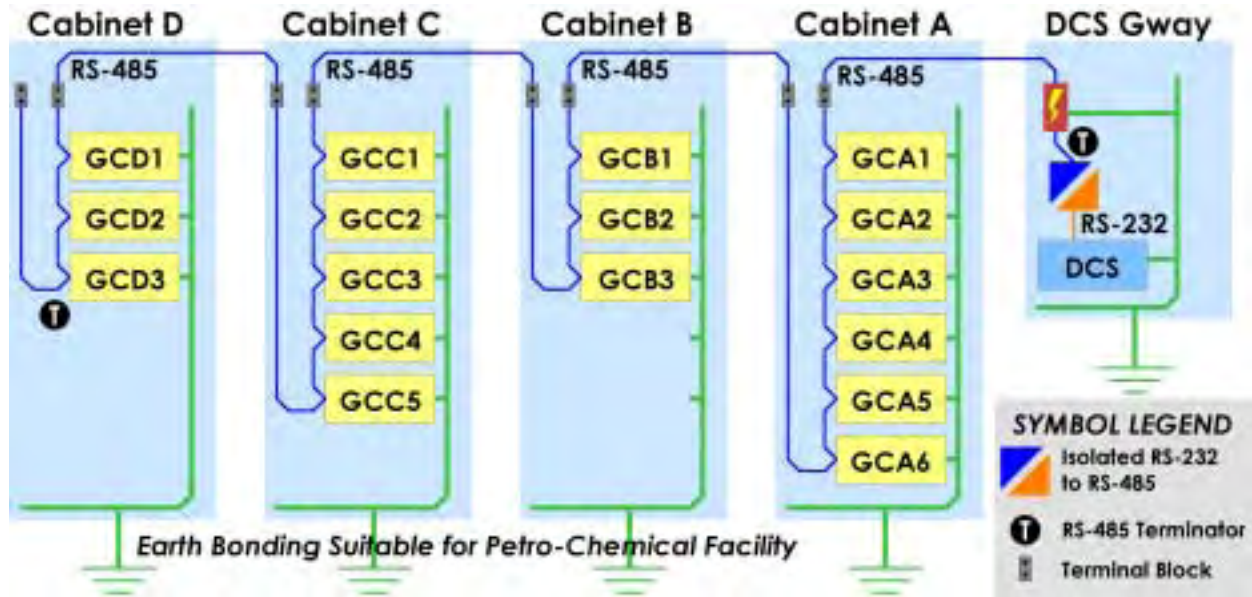 Cabinet D
Cabinet C
Cabinet B
Cabinet A
DCS Gway
RS-485
RS-485
RS-485
RS-485
GCD1
GCD2
GCD3
T
GCC1
GCC2
GCC3
GCC4
GCC5
GCB1
GCB2
GCB3
GCA1
GCA2
GCA3
GCA4
GCA5
GCA6
T
RS-232
DCS
Earth Bonding Suitable for Petro-Chemical Facility
SYMBOL LEGEND
Isolated RS-232
to RS-485
T
RS-485 Terminator
Terminal Block